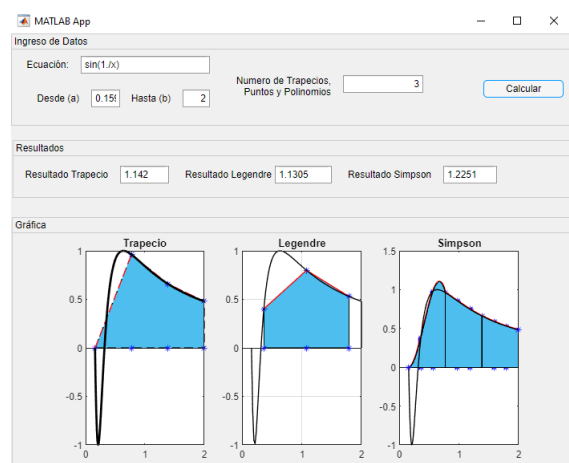 MATLAB App
Ingreso de Datos
Ecuación: sin(1./x)
Numero de Trapecios,
Puntos y Polinomios 3
Calcular
Desde (a) 0.159 Hasta (b) 2
Resultados
Resultado Trapecio 1.142 Resultado Legendre 1.1305 Resultado Simpson 1.2251
Gráfica
Trapecio
1
0.5
0
-0.5
-1
0 1 2
Legendre
1
0.5
0
-0.5
-1
0 1 2
Simpson
1.5
1
0.5
0
-0.5
-1
0 1 2